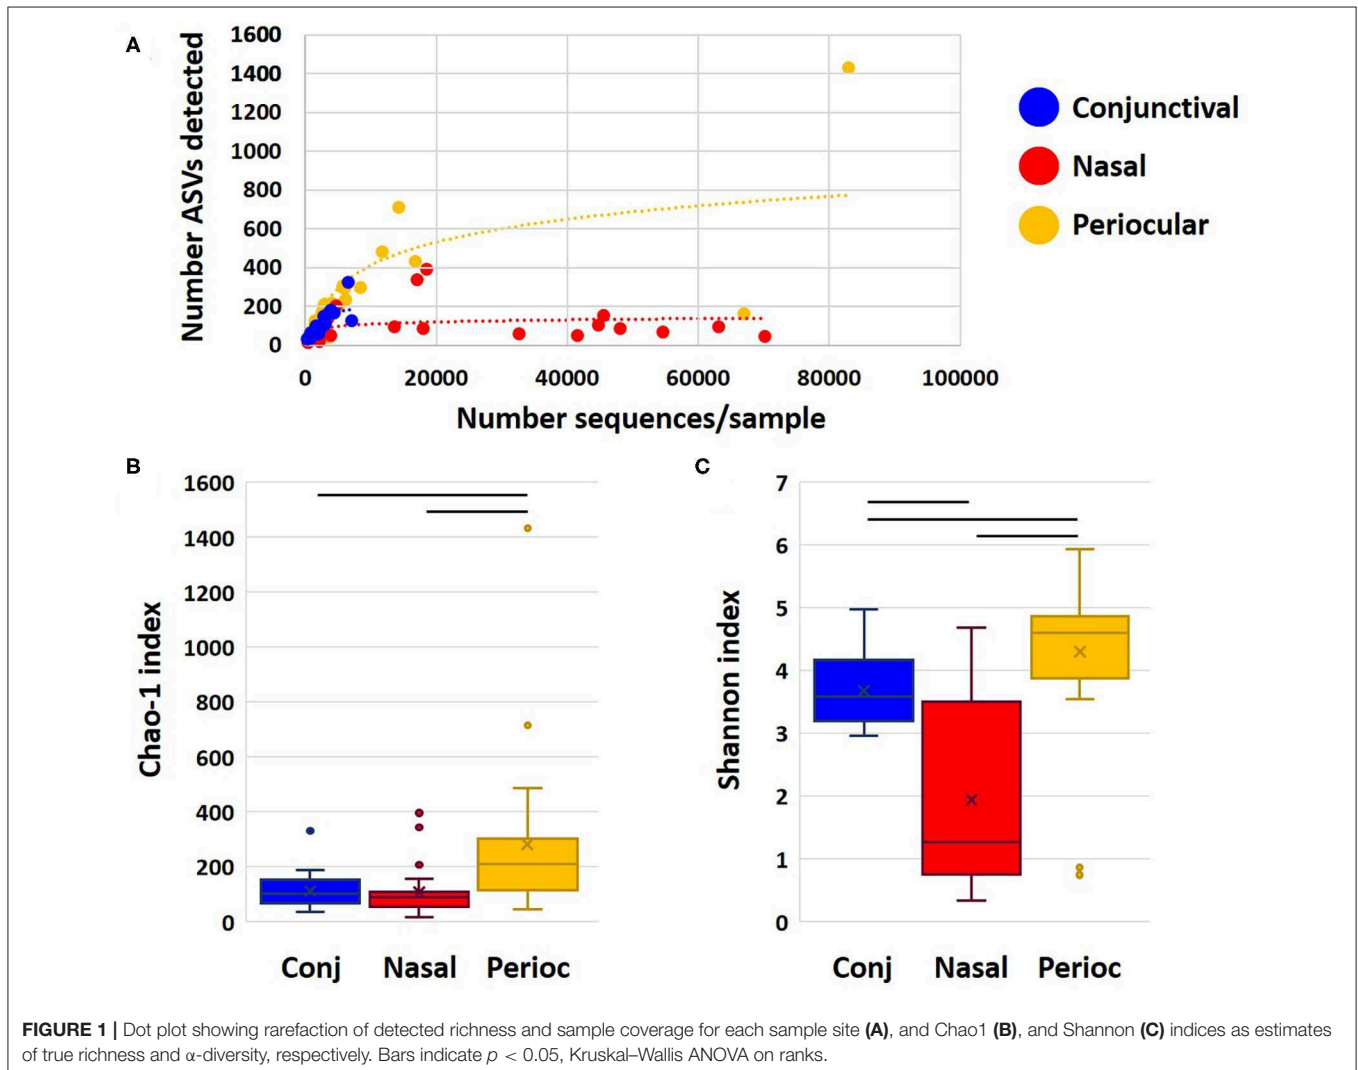 A
Number ASVs detected
1600
1400
1200
1000
800
600
400
200
0
0 20000 40000 60000 80000 100000
Number sequences/sample
Conjunctival
Nasal
Periocular
B
Chao-1 index
1600
1400
1200
1000
800
600
400
200
0
Conj Nasal Perioc
C
Shannon index
7
6
5
4
3
2
1
0
Conj Nasal Perioc
FIGURE 1 | Dot plot showing rarefaction of detected richness and sample coverage for each sample site (A), and Chao1 (B), and Shannon (C) indices as estimates
of true richness and α-diversity, respectively. Bars indicate p < 0.05, Kruskal–Wallis ANOVA on ranks.